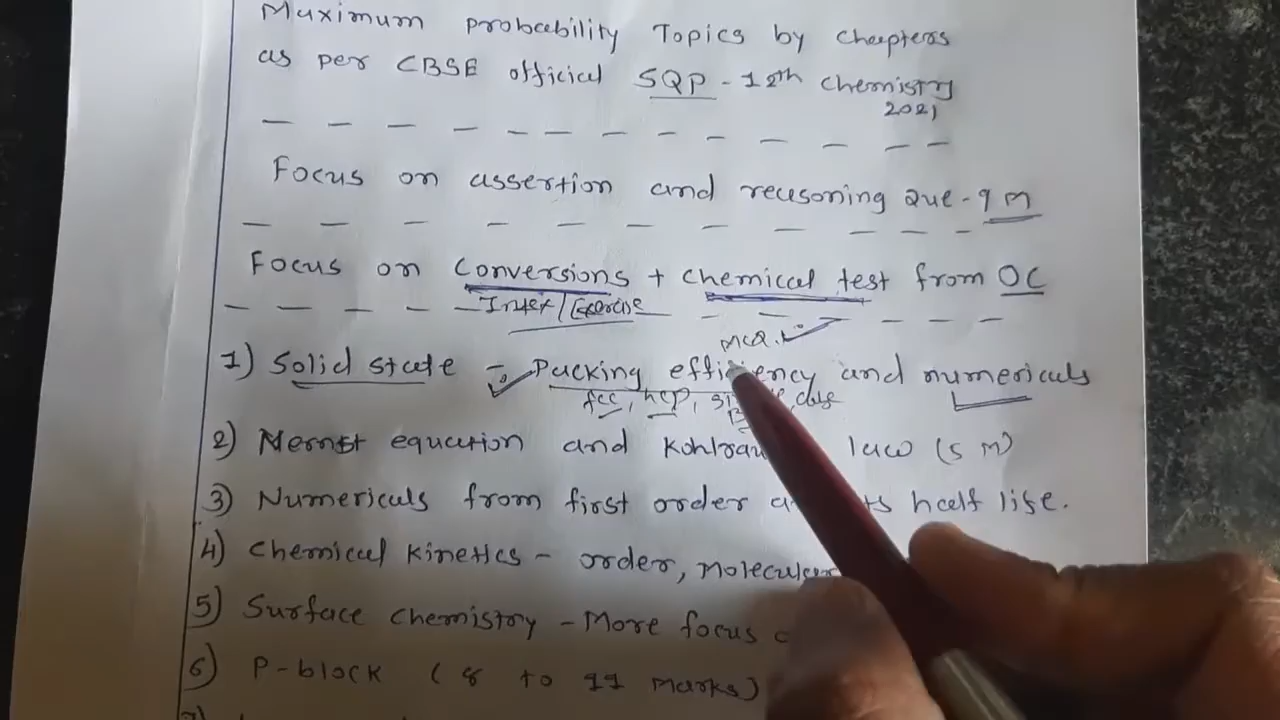 Maximum probability Topics by chapters
as per CBSE official SQP - 12th chemistry
2021
Focus on assertion and reasoning Que - 9 M
Focus on conversions + chemical test from OC
Intext / Exercise
MCQ
1) Solid state - Packing efficiency and numericals
fcc, hcp,
2) Nernst equation and law (5 M)
3) Numericals from first order half life.
4) Chemical kinetics - order,
5) Surface chemistry - More focus
6) P-block ( 8 to 11 Marks)